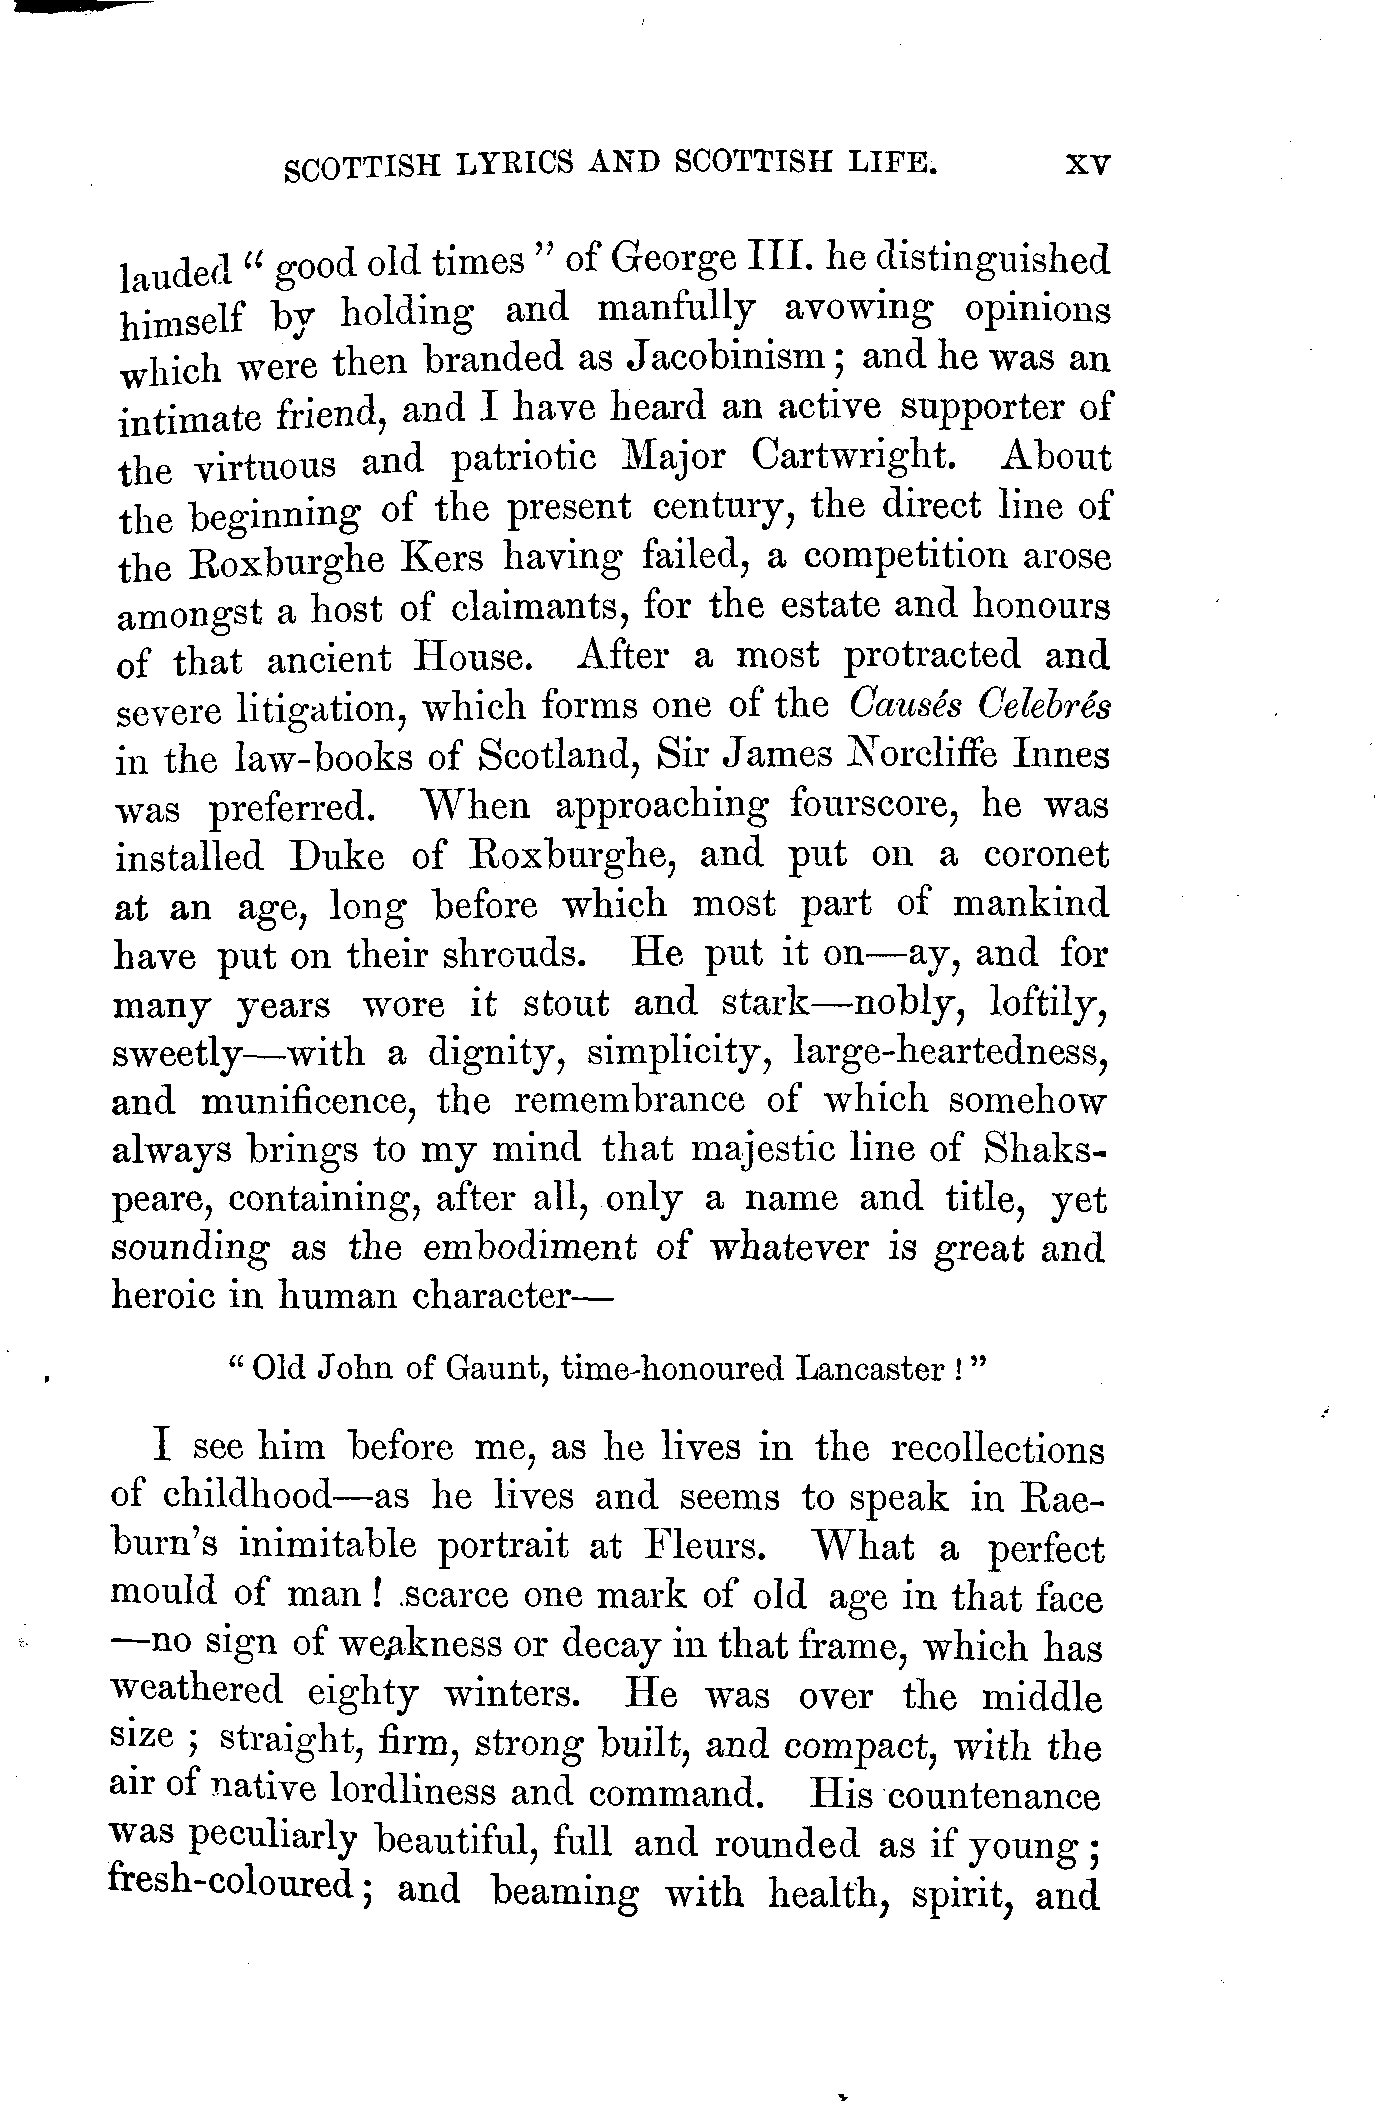 SCOTTISH LYRICS AND SCOTTISH LIFE. XV
lauded “ good old times ” of George III. he distinguished
himself by holding and manfully avowing opinions
which were then branded as Jacobinism ; and he was an
intimate friend, and I have heard an active supporter of
the virtuous and patriotic Major Cartwright. About
the beginning of the present century, the direct line of
the Roxburghe Kers having failed, a competition arose
amongst a host of claimants, for the estate and honours
of that ancient House. After a most protracted and
severe litigation, which forms one of the Causés Celebrés
in the law-books of Scotland, Sir James Norcliffe Innes
was preferred. When approaching fourscore, he was
installed Duke of Roxburghe, and put on a coronet
at an age, long before which most part of mankind
have put on their shrouds. He put it on—ay, and for
many years wore it stout and stark—nobly, loftily,
sweetly—with a dignity, simplicity, large-heartedness,
and munificence, the remembrance of which somehow
always brings to my mind that majestic line of Shaks-
peare, containing, after all, only a name and title, yet
sounding as the embodiment of whatever is great and
heroic in human character—
“ Old John of Gaunt, time-honoured Lancaster ! ”
I see him before me, as he lives in the recollections
of childhood—as he lives and seems to speak in Rae-
burn’s inimitable portrait at Fleurs. What a perfect
mould of man ! scarce one mark of old age in that face
—no sign of weakness or decay in that frame, which has
weathered eighty winters. He was over the middle
size ; straight, firm, strong built, and compact, with the
air of native lordliness and command. His countenance
was peculiarly beautiful, full and rounded as if young ;
fresh-coloured ; and beaming with health, spirit, and